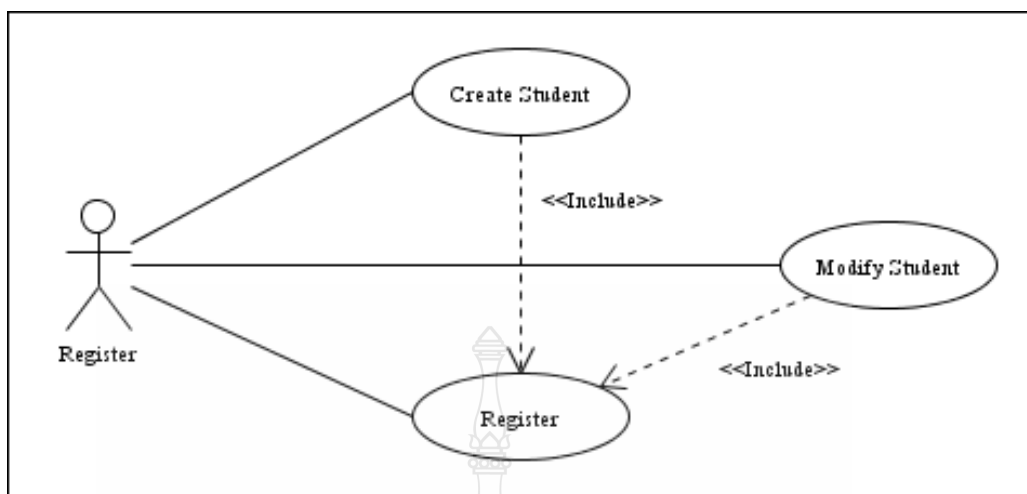 Create Student
<<Include>>
Modify Student
Register
<<Include>>
Register